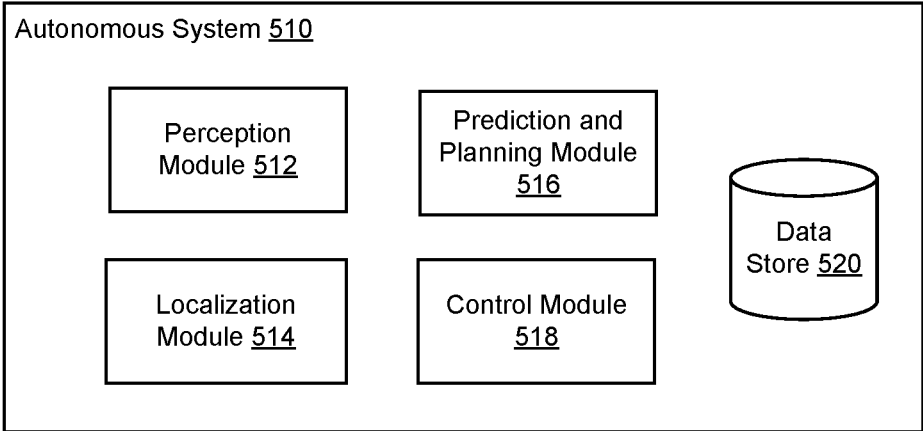 Autonomous System 510
Perception
Module 512
Prediction and
Planning Module
516
Localization
Module 514
Control Module
518
Data
Store 520